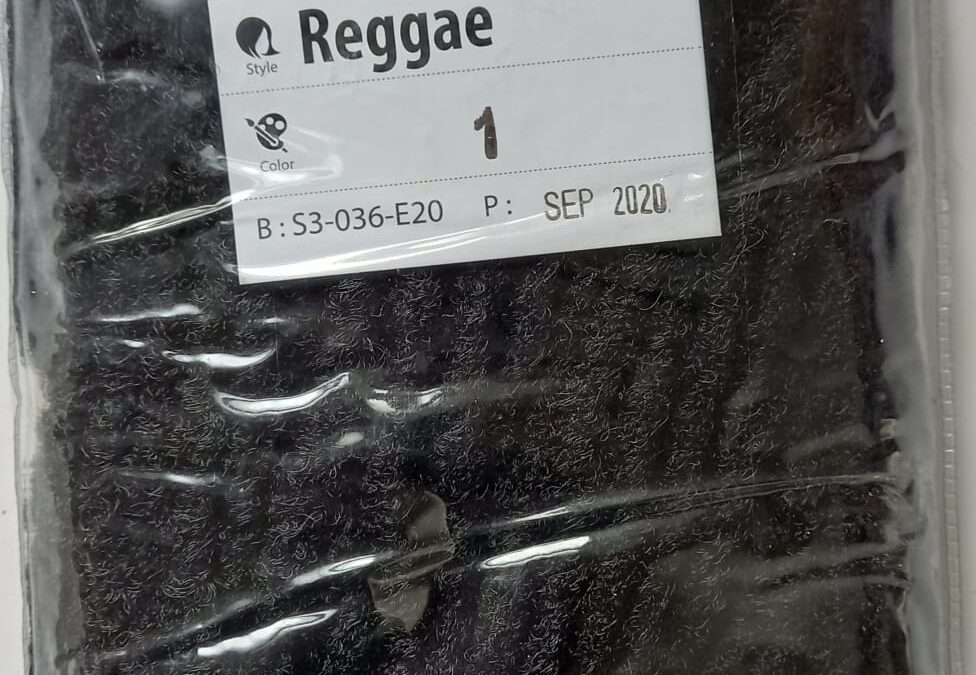 Style Reggae
Color 1
B : S3-036-E20 P : SEP 2020